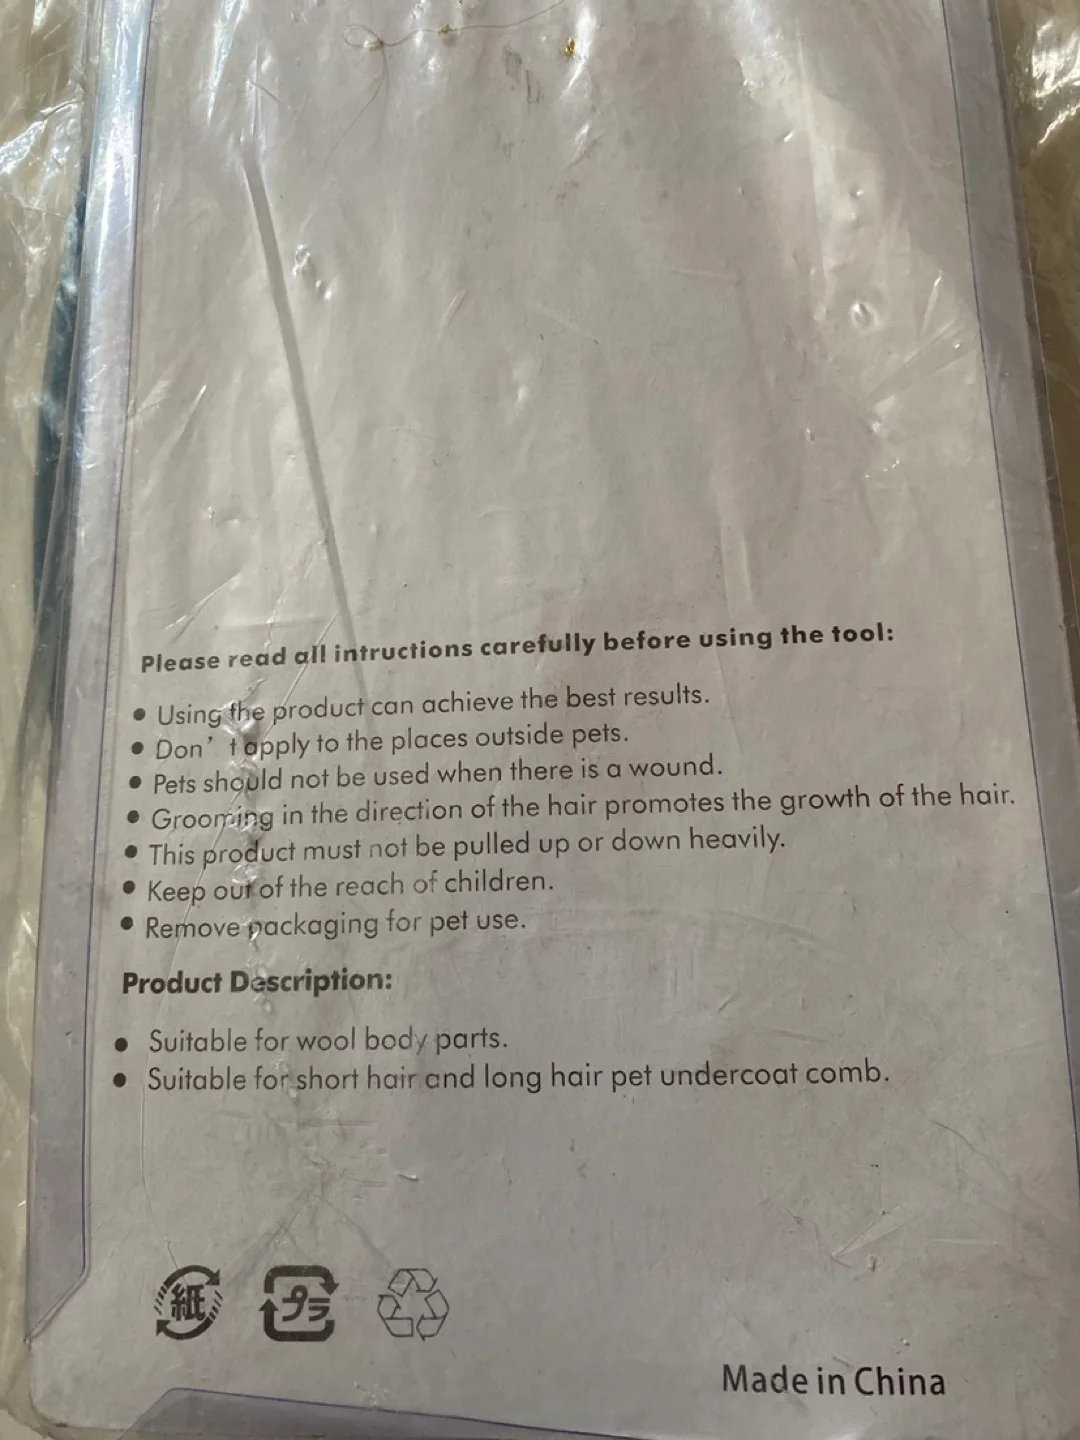 Please read all intructions carefully before using the tool:
● Using the product can achieve the best results.
● Don’ t apply to the places outside pets.
● Pets should not be used when there is a wound.
● Grooming in the direction of the hair promotes the growth of the hair.
● This product must not be pulled up or down heavily.
● Keep out of the reach of children.
● Remove packaging for pet use.
Product Description:
● Suitable for wool body parts.
● Suitable for short hair and long hair pet undercoat comb.
紙 プラ
Made in China